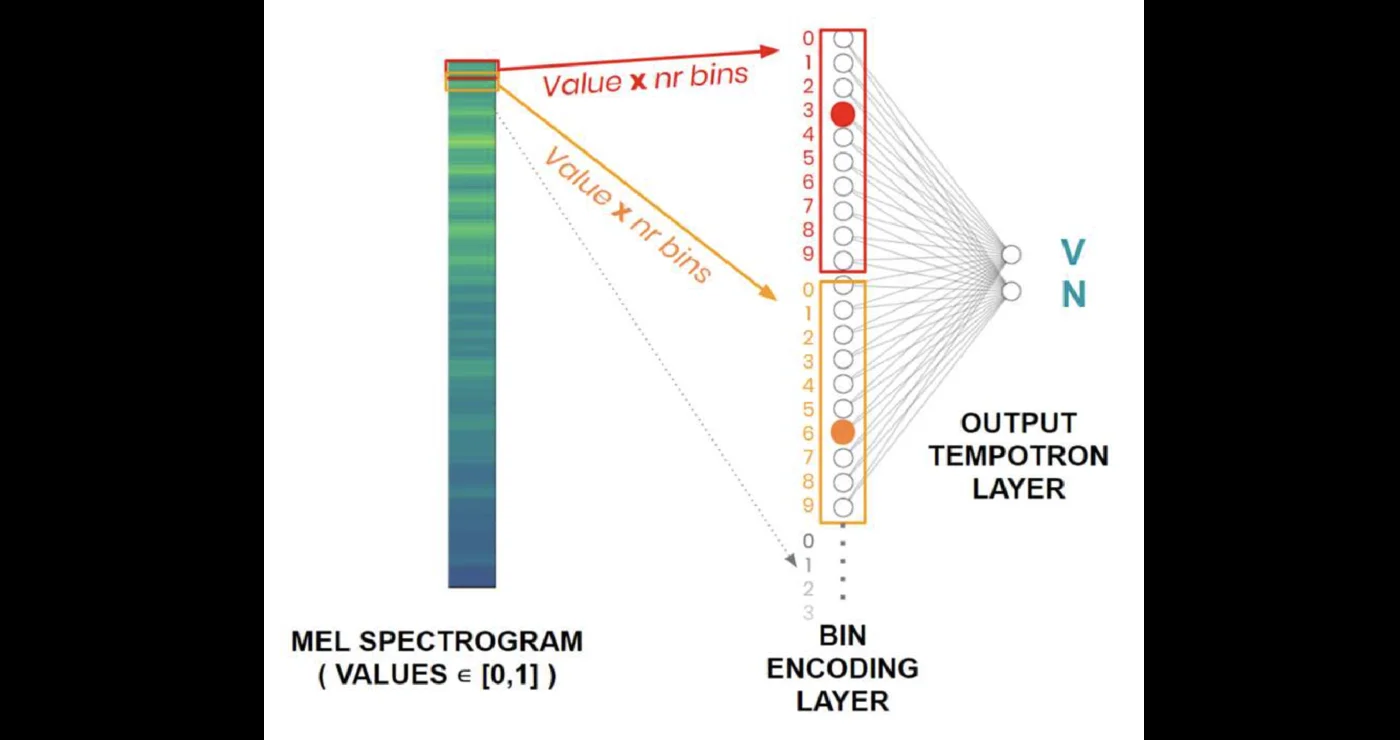 Value x nr bins
Value x nr bins
0
1
2
3
4
5
6
7
8
9
0
1
2
3
4
5
6
7
8
9
0
1
2
3
V
N
OUTPUT
TEMPOTRON
LAYER
MEL SPECTROGRAM
( VALUES ∈ [0,1] )
BIN
ENCODING
LAYER